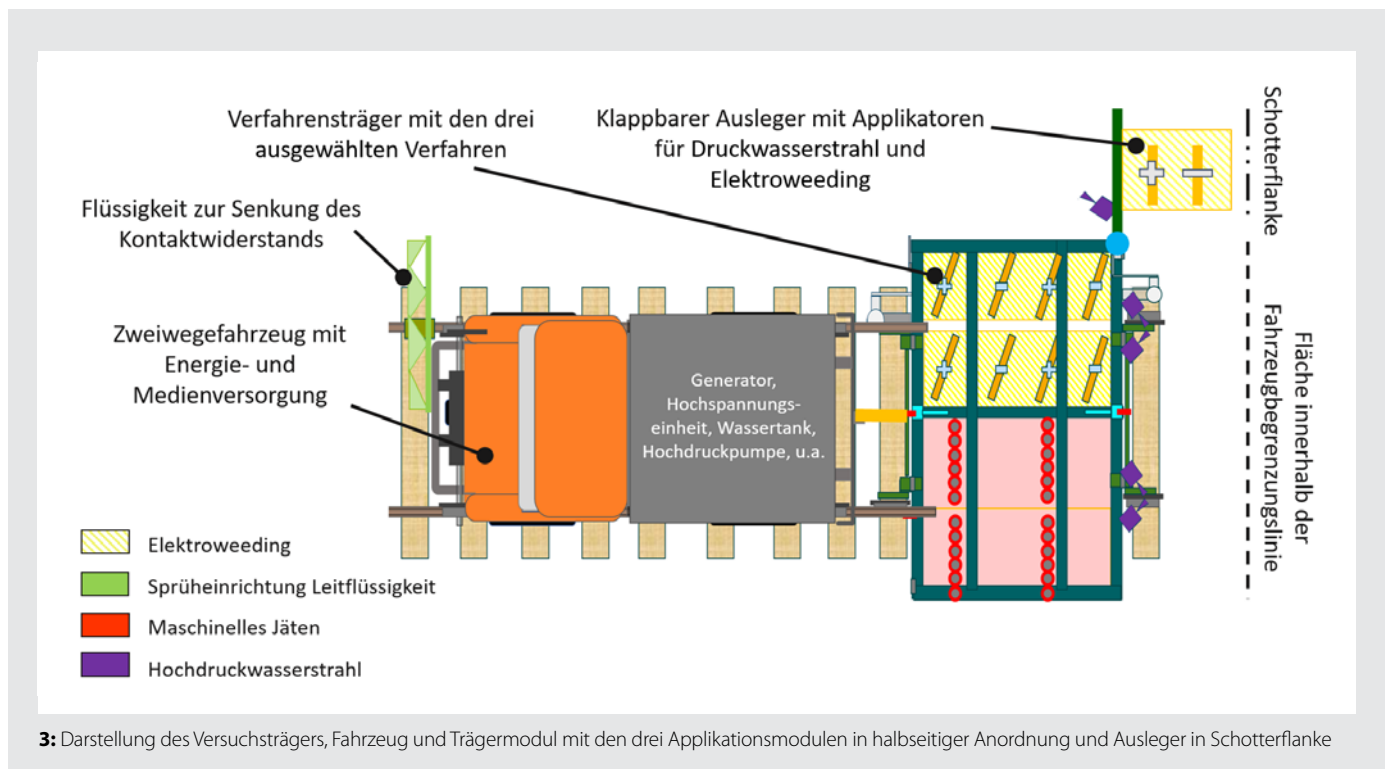 Verfahrensträger mit den drei
ausgewählten Verfahren
Klappbarer Ausleger mit Applikatoren
für Druckwasserstrahl und
Elektroweeding
Schotterflanke
Flüssigkeit zur Senkung des
Kontaktwiderstands
Zweiwegefahrzeug mit
Energie- und
Medienversorgung
Generator,
Hochspannungs-
einheit, Wassertank,
Hochdruckpumpe, u.a.
Fläche innerhalb der
Fahrzeugbegrenzungslinie
Elektroweeding
Sprüheinrichtung Leitflüssigkeit
Maschinelles Jäten
Hochdruckwasserstrahl
3: Darstellung des Versuchsträgers, Fahrzeug und Trägermodul mit den drei Applikationsmodulen in halbseitiger Anordnung und Ausleger in Schotterflanke